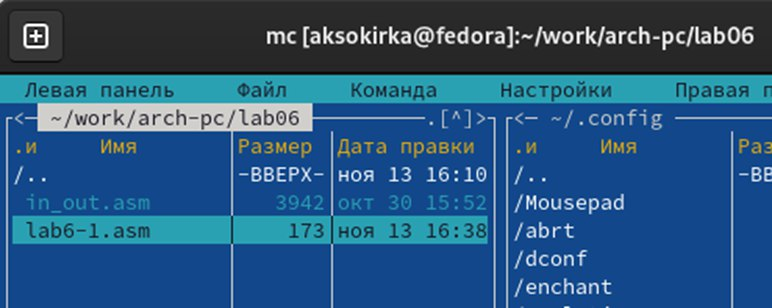 mc [aksokirka@fedora]:~/work/arch-pc/lab06
Левая панель Файл Команда Настройки Правая п
<- ~/work/arch-pc/lab06 .[^]>
.и Имя Размер Дата правки
/.. -ВВЕРХ- ноя 13 16:10
in_out.asm 3942 окт 30 15:52
lab6-1.asm 173 ноя 13 16:38
<- ~/.config
.и Имя Раз
/.. -ВВ
/Mousepad
/abrt
/dconf
/enchant